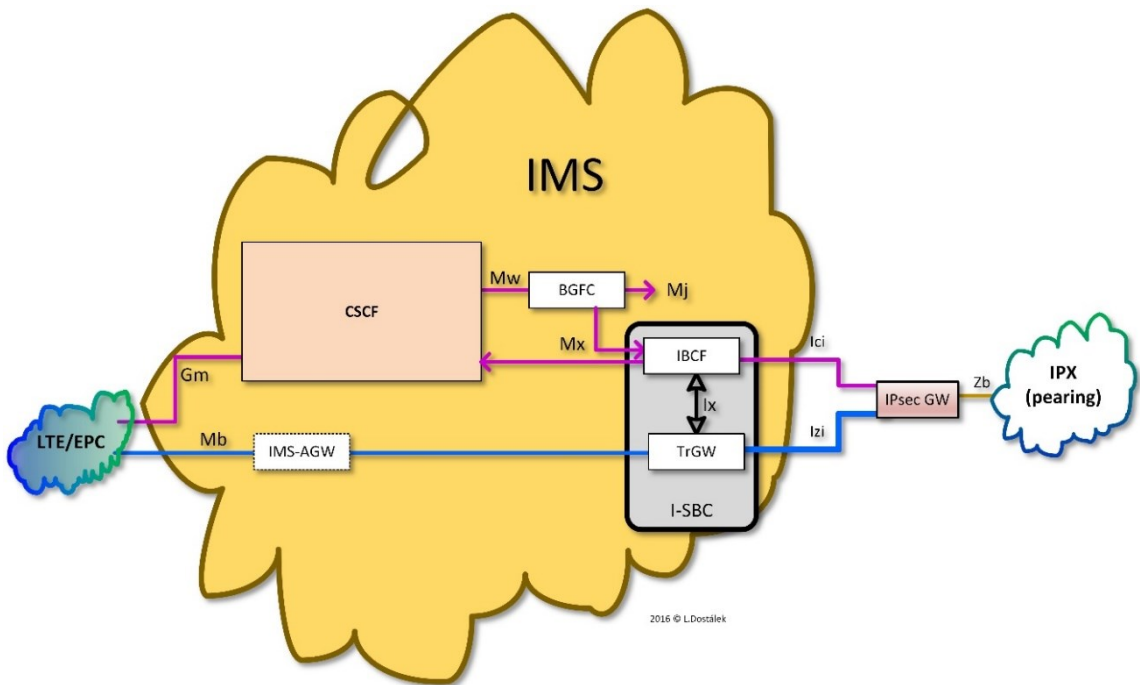 IMS
Mw
BGFC
Mj
CSCF
Mx
IBCF
Ici
Gm
Ix
IPsec GW
Zb
IPX
(pearing)
LTE/EPC
Mb
IMS-AGW
TrGW
Izi
I-SBC
2016 © L.Dostálek